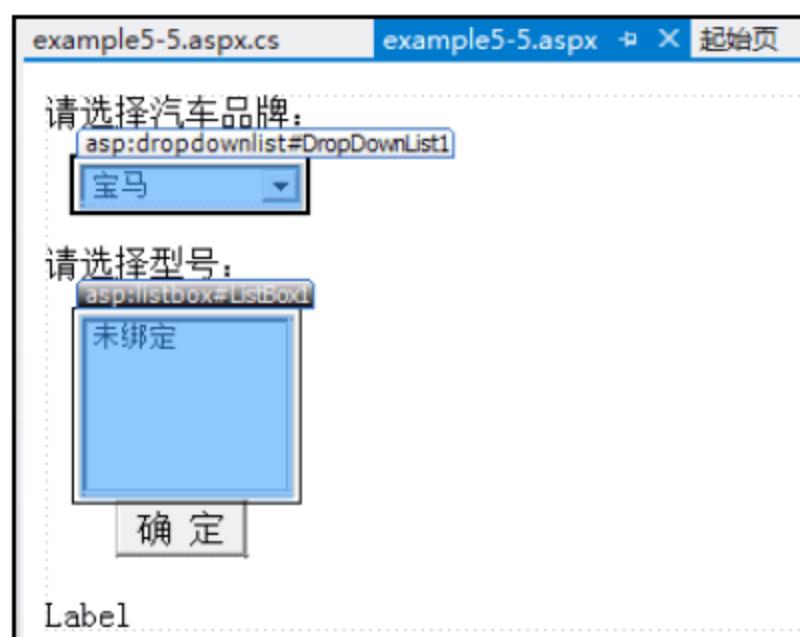 example5-5.aspx.cs example5-5.aspx 起始页
请选择汽车品牌：
asp:dropdownlist#DropDownList1
宝马
请选择型号：
asp:listbox#ListBox1
未绑定
确 定
Label